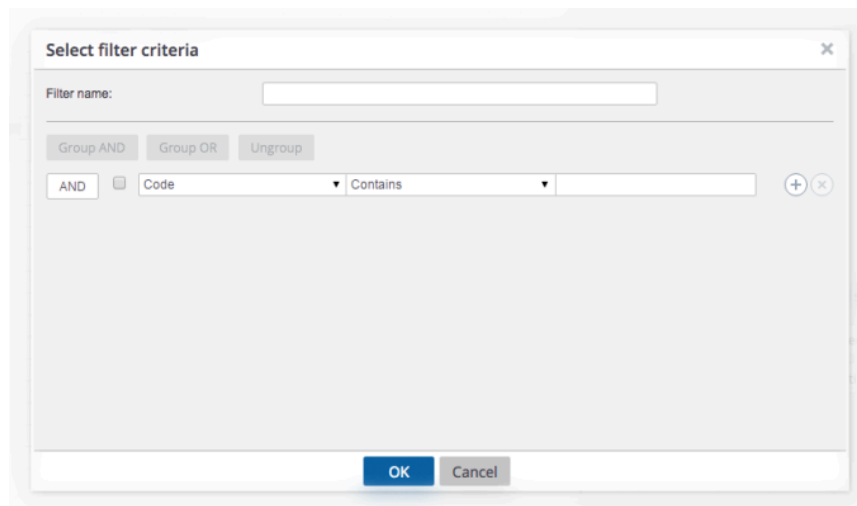 Select filter criteria
Filter name:
Group AND Group OR Ungroup
AND Code Contains
OK Cancel